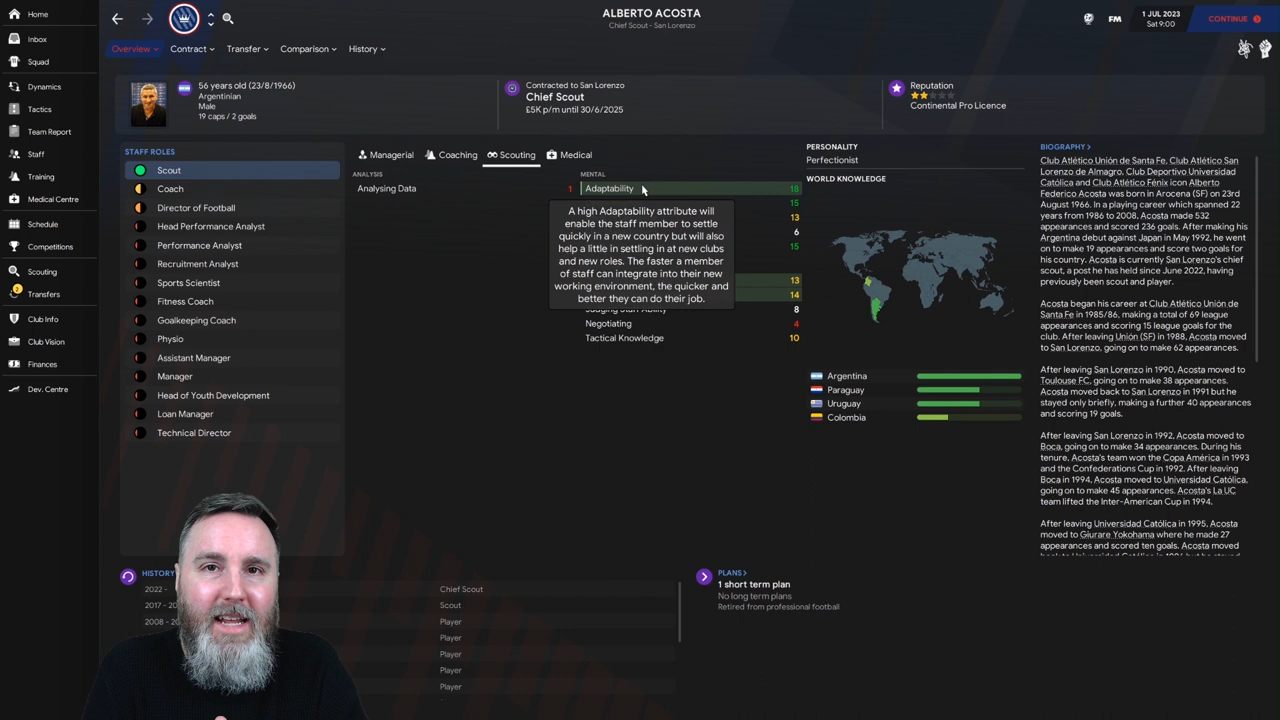 Home
ALBERTO ACOSTA
Chief Scout - San Lorenzo
FM
1 JUL 2023
Sat 9:00
CONTINUE
Inbox
Squad
Dynamics
Tactics
Team Report
Staff
Training
Medical Centre
Schedule
Competitions
Scouting
2
Transfers
Club Info
Club Vision
Finances
Dev. Centre
Overview
Contract
Transfer
Comparison
History
56 years old (23/8/1966)
Argentinian
Male
19 caps / 2 goals
Contracted to San Lorenzo
Chief Scout
£5K p/m until 30/6/2025
Reputation
Continental Pro Licence
STAFF ROLES
Scout
Coach
Director of Football
Head Performance Analyst
Performance Analyst
Recruitment Analyst
Sports Scientist
Fitness Coach
Goalkeeping Coach
Physio
Assistant Manager
Manager
Head of Youth Development
Loan Manager
Technical Director
Managerial
Coaching
Scouting
Medical
ANALYSIS
Analysing Data 1
MENTAL
Adaptability 18
15
13
6
15
13
14
Judging Staff Ability 8
Negotiating 4
Tactical Knowledge 10
A high Adaptability attribute will
enable the staff member to settle
quickly in a new country but will also
help a little in settling in at new clubs
and new roles. The faster a member
of staff can integrate into their new
working environment, the quicker and
better they can do their job.
PERSONALITY
Perfectionist
WORLD KNOWLEDGE
Argentina
Paraguay
Uruguay
Colombia
BIOGRAPHY
Club Atlético Unión de Santa Fe, Club Atlético San
Lorenzo de Almagro, Club Deportivo Universidad
Católica and Club Atlético Fénix icon Alberto
Federico Acosta was born in Arocena (SF) on 23rd
August 1966. In a playing career which spanned 22
years from 1986 to 2008, Acosta made 532
appearances and scored 236 goals. After making his
Argentina debut against Japan in May 1992, he went
on to make 19 appearances and score two goals for
his country. Acosta is currently San Lorenzo's chief
scout, a post he has held since June 2022, having
previously been scout and player.
Acosta began his career at Club Atlético Unión de
Santa Fe in 1985/86, making a total of 69 league
appearances and scoring 15 league goals for the
club. After leaving Unión (SF) in 1988, Acosta moved
to San Lorenzo, going on to make 62 appearances.
After leaving San Lorenzo in 1990, Acosta moved to
Toulouse FC, going on to make 38 appearances.
Acosta moved back to San Lorenzo in 1991 but he
stayed only briefly, making a further 40 appearances
and scoring 19 goals.
After leaving San Lorenzo in 1992, Acosta moved to
Boca, going on to make 34 appearances. During his
tenure, Acosta's team won the Copa América in 1993
and the Confederations Cup in 1992. After leaving
Boca in 1994, Acosta moved to Universidad Católica,
going on to make 45 appearances. Acosta's La UC
team lifted the Inter-American Cup in 1994.
After leaving Universidad Católica in 1995, Acosta
moved to Giurare Yokohama where he made 27
appearances and scored ten goals. Acosta moved
HISTORY
2022 - Chief Scout
2017 - 20 Scout
2008 - Player
Player
Player
Player
Player
PLANS
1 short term plan
No long term plans
Retired from professional football